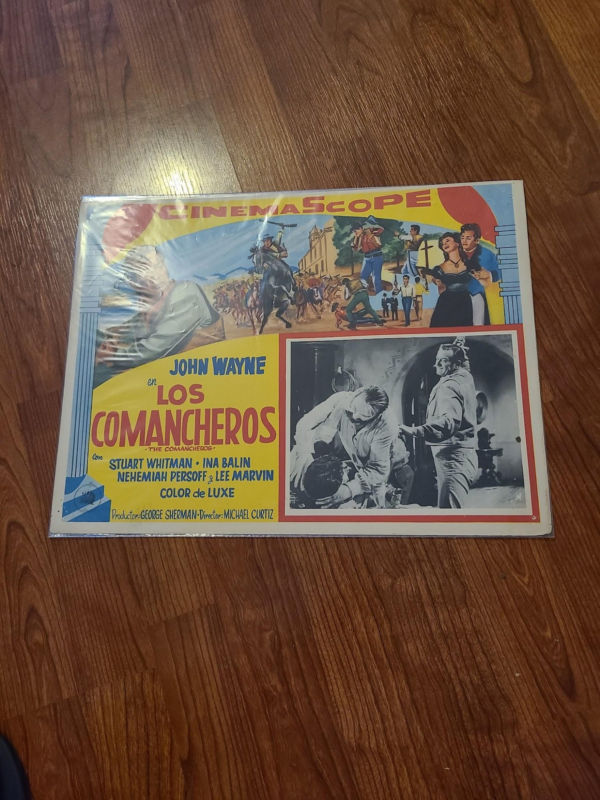 CINEMASCOPE
JOHN WAYNE
en
LOS
COMANCHEROS
-THE COMANCHEROS-
Con
STUART WHITMAN • INA BALIN
NEHEMIAH PERSOFF y LEE MARVIN
COLOR de LUXE
Productor-GEORGE SHERMAN-Director-MICHAEL CURTIZ